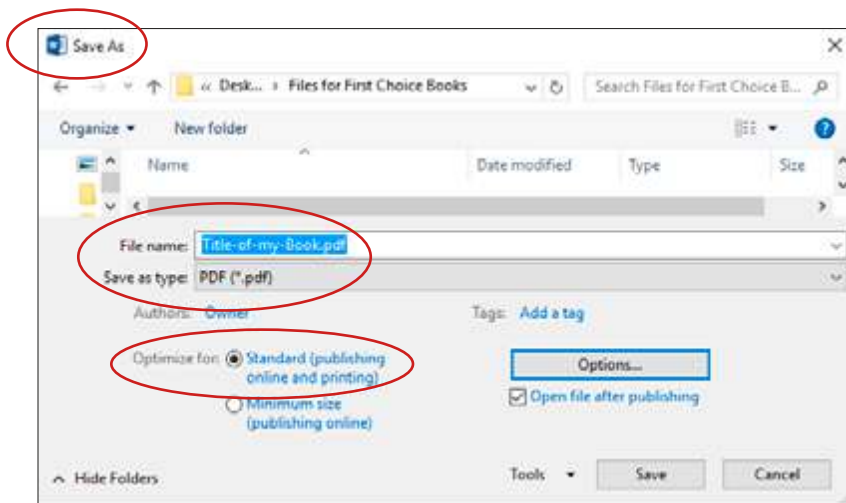 Save As
« Desk... › Files for First Choice Books
Search Files for First Choice B...
Organize
New folder
Name
Date modified
Type
Size
File name: Title-of-my-Book.pdf
Save as type: PDF (*.pdf)
Authors: Owner
Tags: Add a tag
Optimize for: Standard (publishing
online and printing)
Minimum size
(publishing online)
Options...
Open file after publishing
Hide Folders
Tools
Save
Cancel